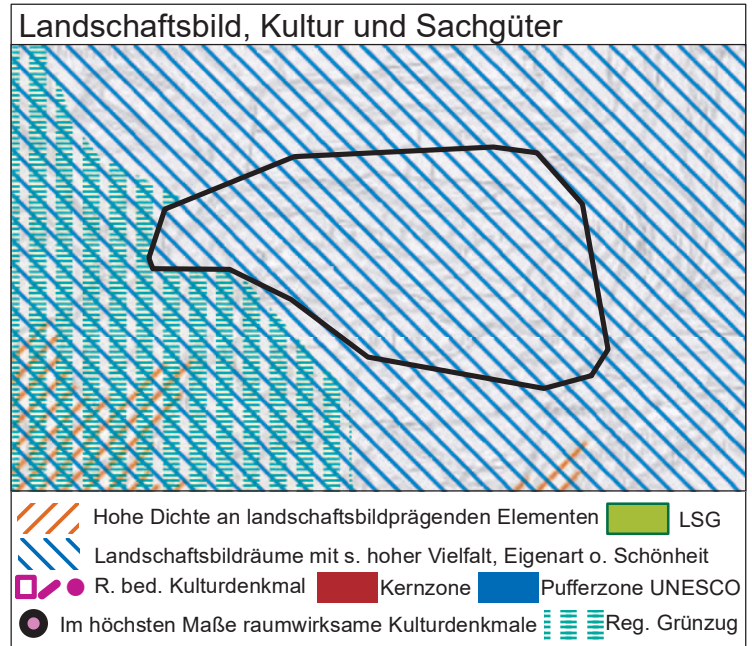 Landschaftsbild, Kultur und Sachgüter
Hohe Dichte an landschaftsbildprägenden Elementen LSG
Landschaftsbildräume mit s. hoher Vielfalt, Eigenart o. Schönheit
R. bed. Kulturdenkmal Kernzone Pufferzone UNESCO
Im höchsten Maße raumwirksame Kulturdenkmale Reg. Grünzug